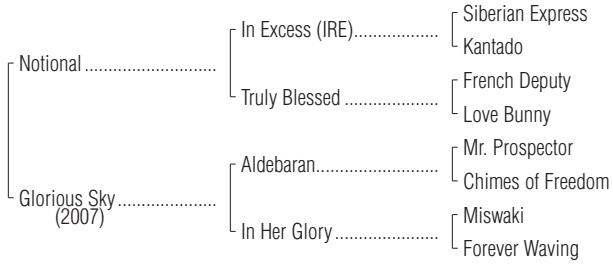 Siberian Express
In Excess (IRE)..................
Kantado
Notional ............................
French Deputy
Truly Blessed ....................
Love Bunny
Mr. Prospector
Aldebaran..........................
Chimes of Freedom
Glorious Sky .....................
(2007)
Miswaki
In Her Glory ......................
Forever Waving